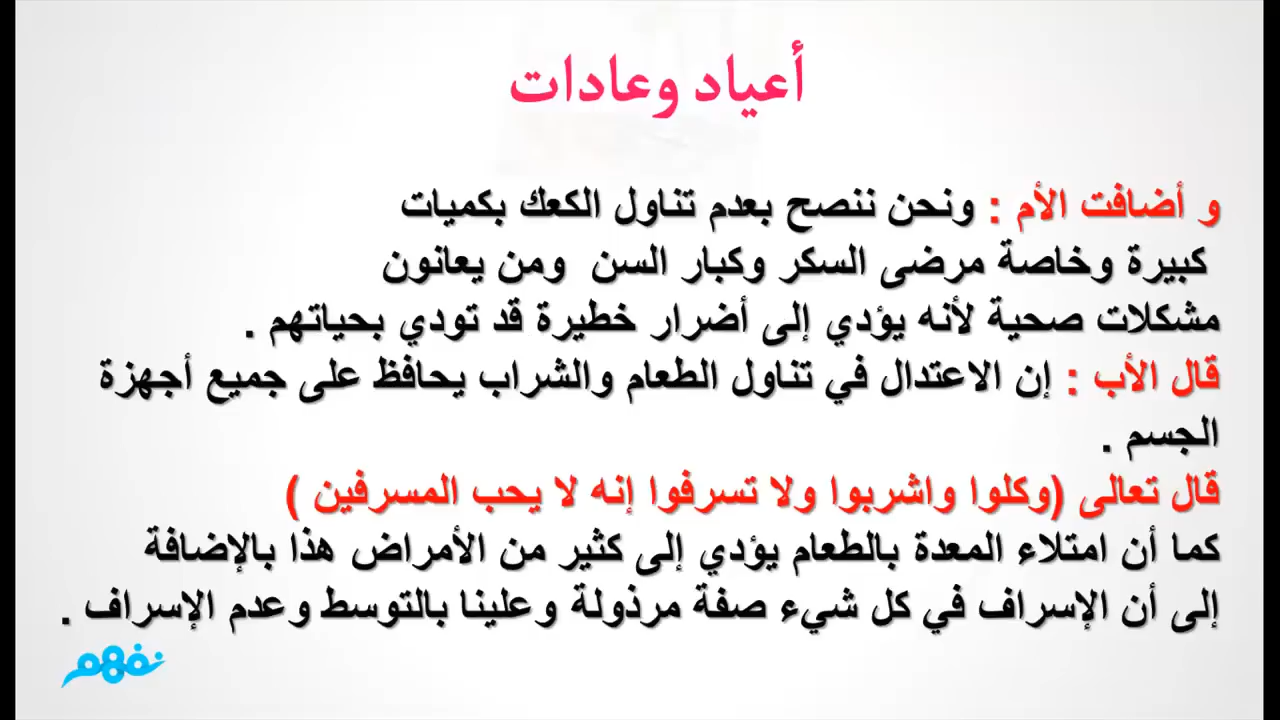 أعياد وعادات
و أضافت الأم : ونحن ننصح بعدم تناول الكعك بكميات
كبيرة وخاصة مرضى السكر وكبار السن ومن يعانون
مشكلات صحية لأنه يؤدي إلى أضرار خطيرة قد تودي بحياتهم .
قال الأب : إن الاعتدال في تناول الطعام والشراب يحافظ على جميع أجهزة
الجسم .
قال تعالى (وكلوا واشربوا ولا تسرفوا إنه لا يحب المسرفين )
كما أن امتلاء المعدة بالطعام يؤدي إلى كثير من الأمراض هذا بالإضافة
إلى أن الإسراف في كل شيء صفة مرذولة وعلينا بالتوسط وعدم الإسراف .
نفهم